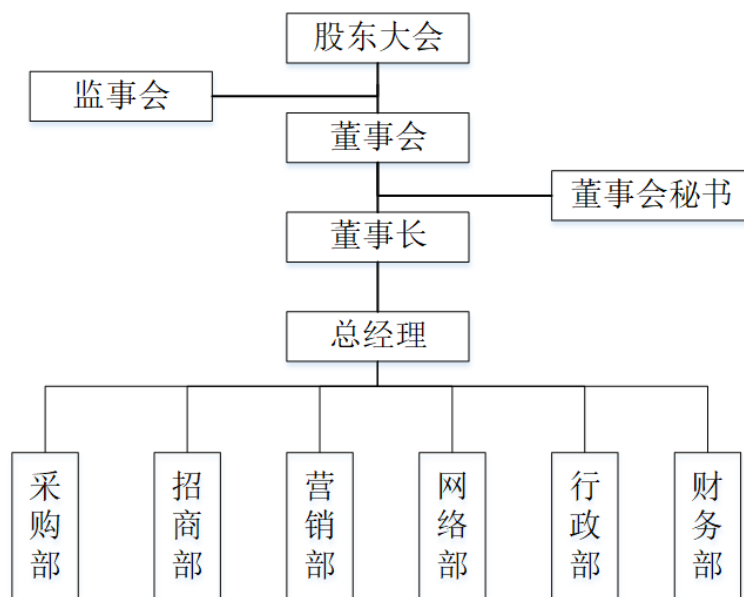 股东大会
监事会
董事会
董事会秘书
董事长
总经理
采购部
招商部
营销部
网络部
行政部
财务部